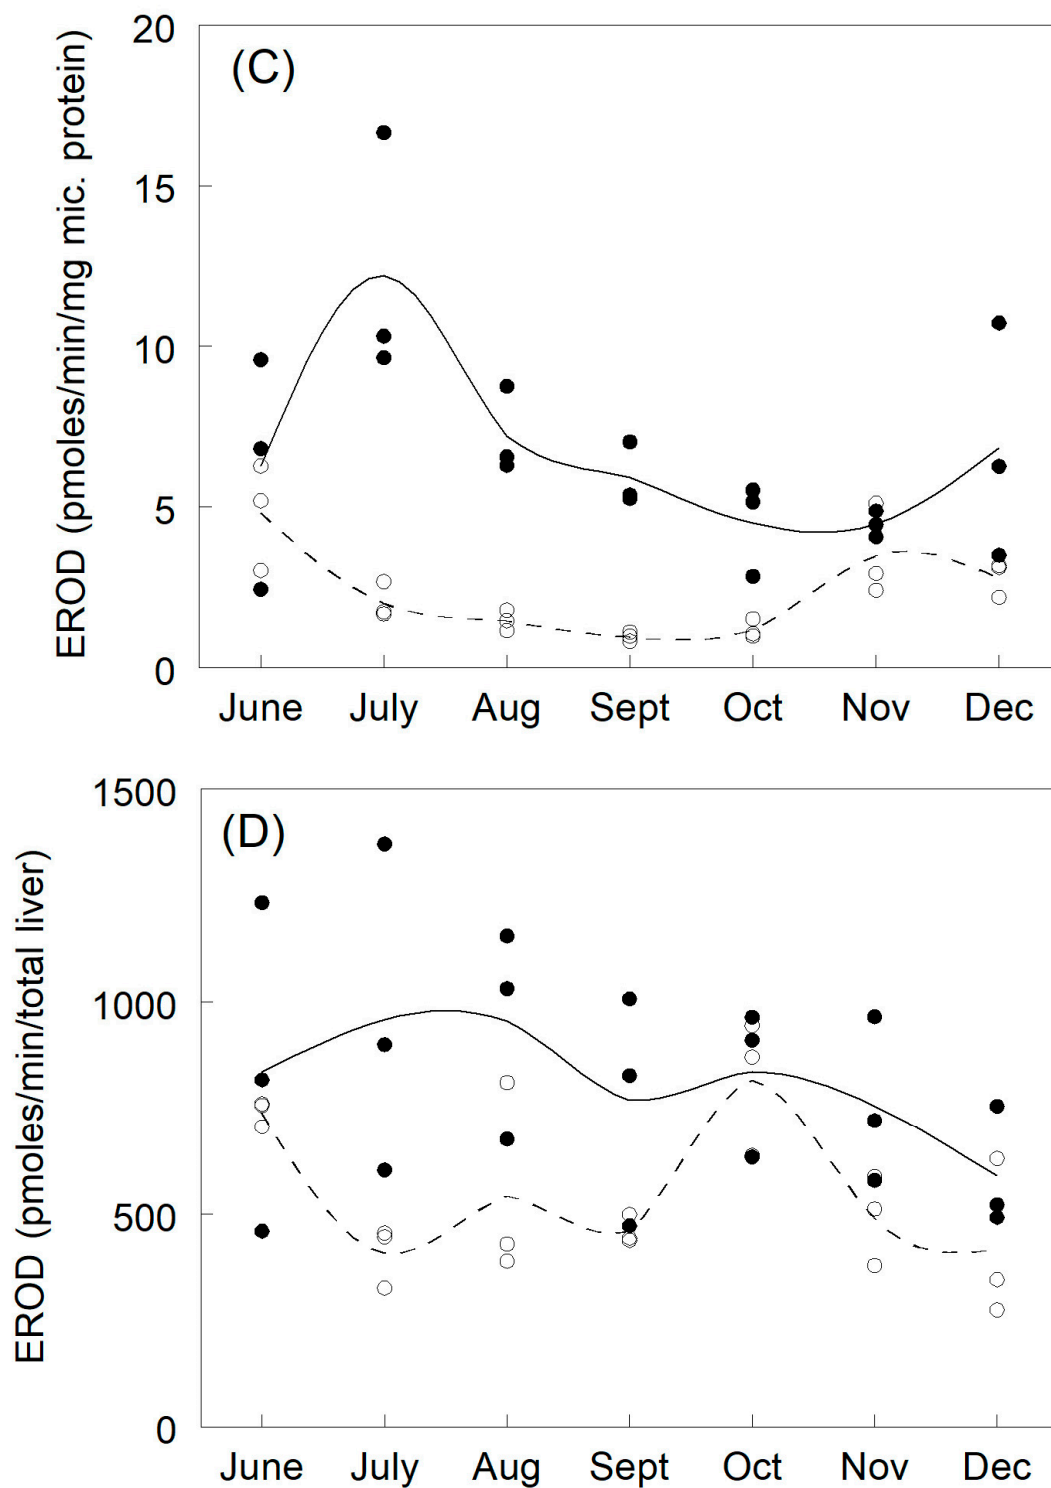 EROD (pmoles/min/mg mic. protein)
(C)
20
15
10
5
0
June July Aug Sept Oct Nov Dec
EROD (pmoles/min/total liver)
(D)
1500
1000
500
0
June July Aug Sept Oct Nov Dec